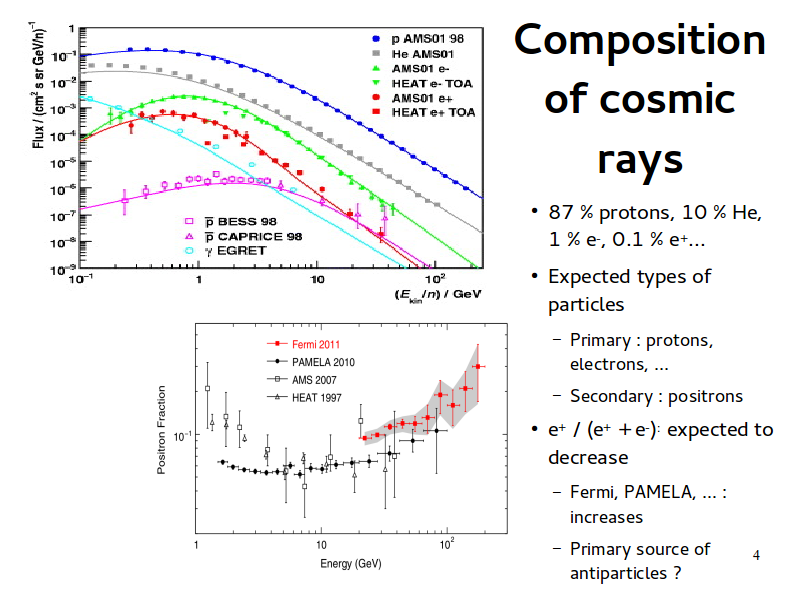 Composition
of cosmic
rays
• 87 % protons, 10 % He,
1 % e-, 0.1 % e+...
• Expected types of
particles
– Primary : protons,
electrons, ...
– Secondary : positrons
• e+ / (e+ + e-): expected to
decrease
– Fermi, PAMELA, ... :
increases
– Primary source of
antiparticles ?
4
Flux / (cm² s sr GeV/n)⁻¹
1
10⁻¹
10⁻²
10⁻³
10⁻⁴
10⁻⁵
10⁻⁶
10⁻⁷
10⁻⁸
10⁻⁹
p AMS01 98
He AMS01
AMS01 e-
HEAT e- TOA
AMS01 e+
HEAT e+ TOA
p̅ BESS 98
p̅ CAPRICE 98
γ EGRET
10⁻¹ 1 10 10²
(E_kin/n) / GeV
Fermi 2011
PAMELA 2010
AMS 2007
HEAT 1997
Positron Fraction
10⁻¹
1 10 10²
Energy (GeV)